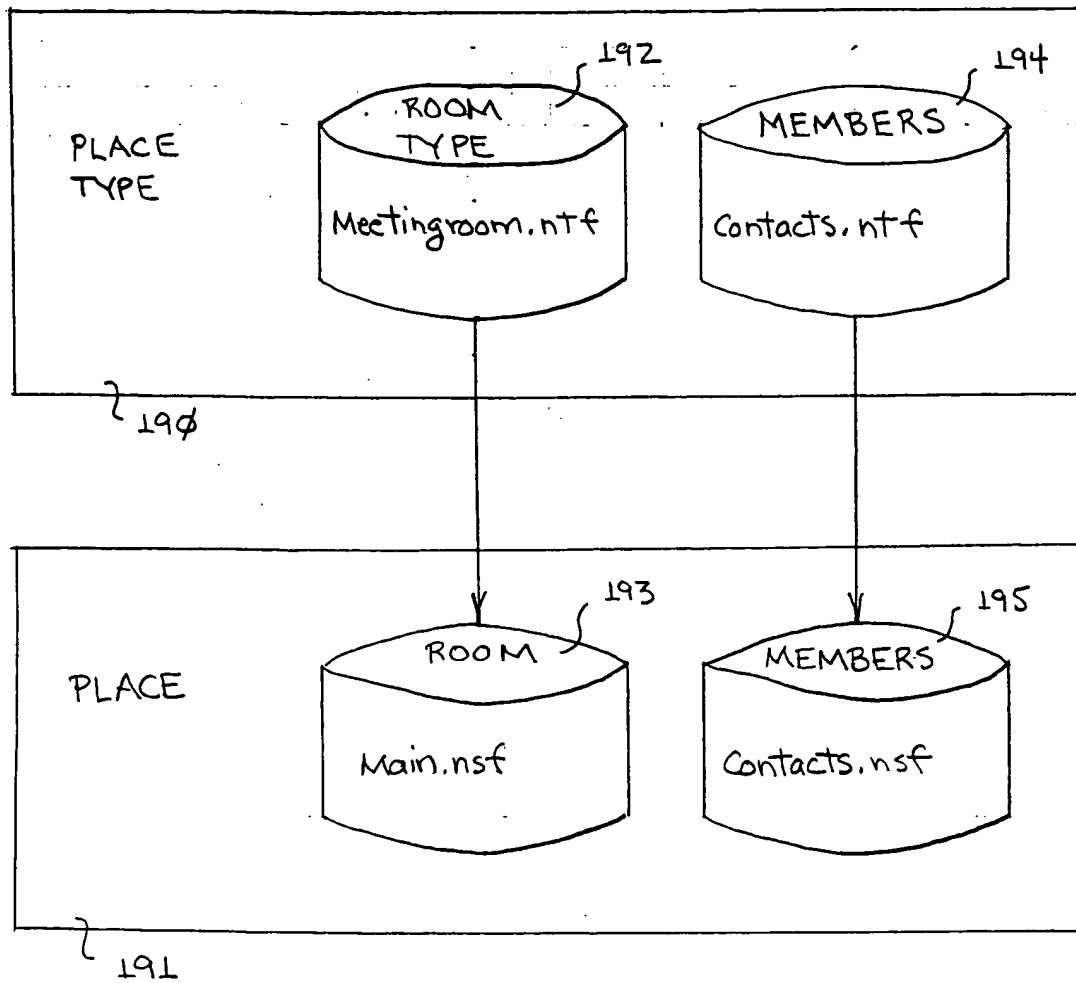 192
194
ROOM
TYPE
MEMBERS
PLACE
TYPE
Meetingroom.ntf
Contacts.ntf
190
193
195
ROOM
MEMBERS
PLACE
Main.nsf
Contacts.nsf
191